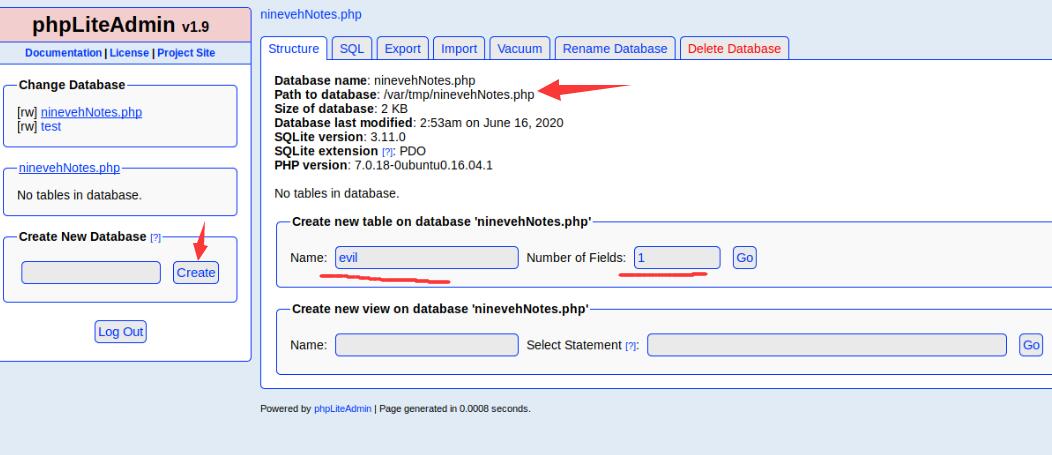 phpLiteAdmin v1.9
Documentation | License | Project Site
Change Database
[rw] ninevehNotes.php
[rw] test
ninevehNotes.php
No tables in database.
Create New Database [?]
Create
Log Out
ninevehNotes.php
Structure SQL Export Import Vacuum Rename Database Delete Database
Database name: ninevehNotes.php
Path to database: /var/tmp/ninevehNotes.php
Size of database: 2 KB
Database last modified: 2:53am on June 16, 2020
SQLite version: 3.11.0
SQLite extension [?]: PDO
PHP version: 7.0.18-0ubuntu0.16.04.1
No tables in database.
Create new table on database 'ninevehNotes.php'
Name: evil Number of Fields: 1 Go
Create new view on database 'ninevehNotes.php'
Name: Select Statement [?]: Go
Powered by phpLiteAdmin | Page generated in 0.0008 seconds.